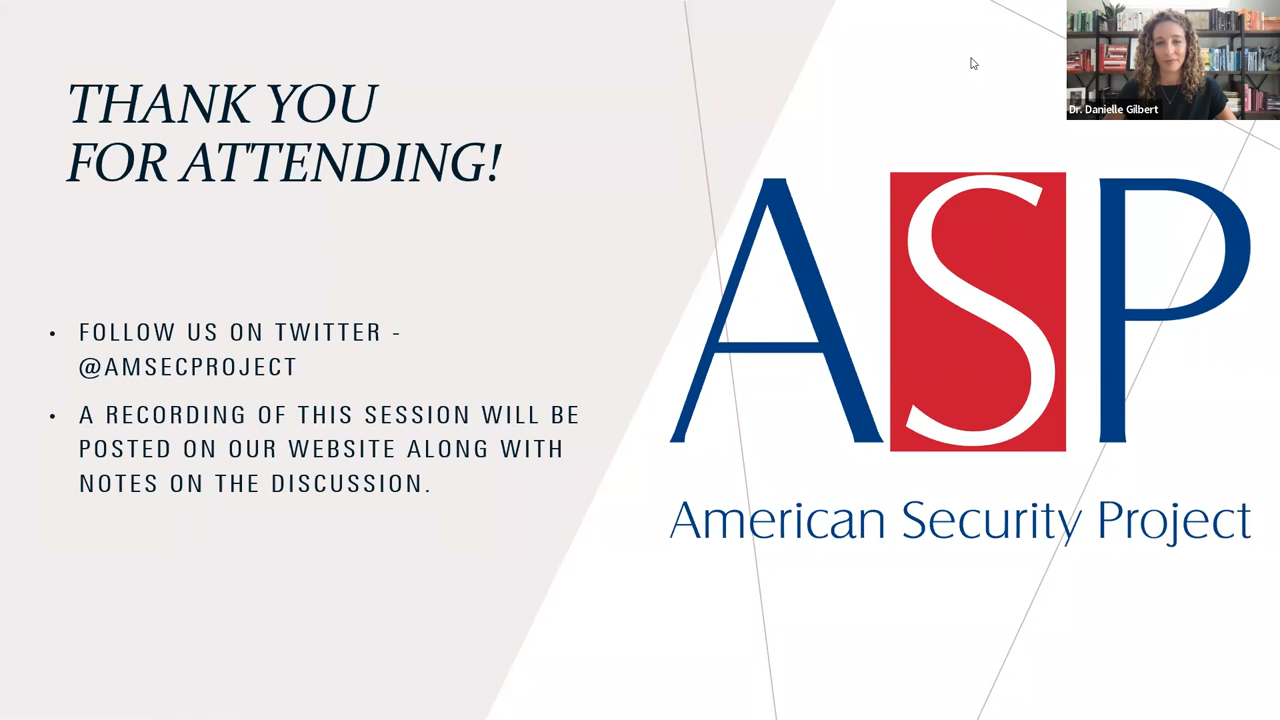 THANK YOU
FOR ATTENDING!
• FOLLOW US ON TWITTER -
@AMSECPROJECT
• A RECORDING OF THIS SESSION WILL BE
POSTED ON OUR WEBSITE ALONG WITH
NOTES ON THE DISCUSSION.
Dr. Danielle Gilbert
ASP
American Security Project